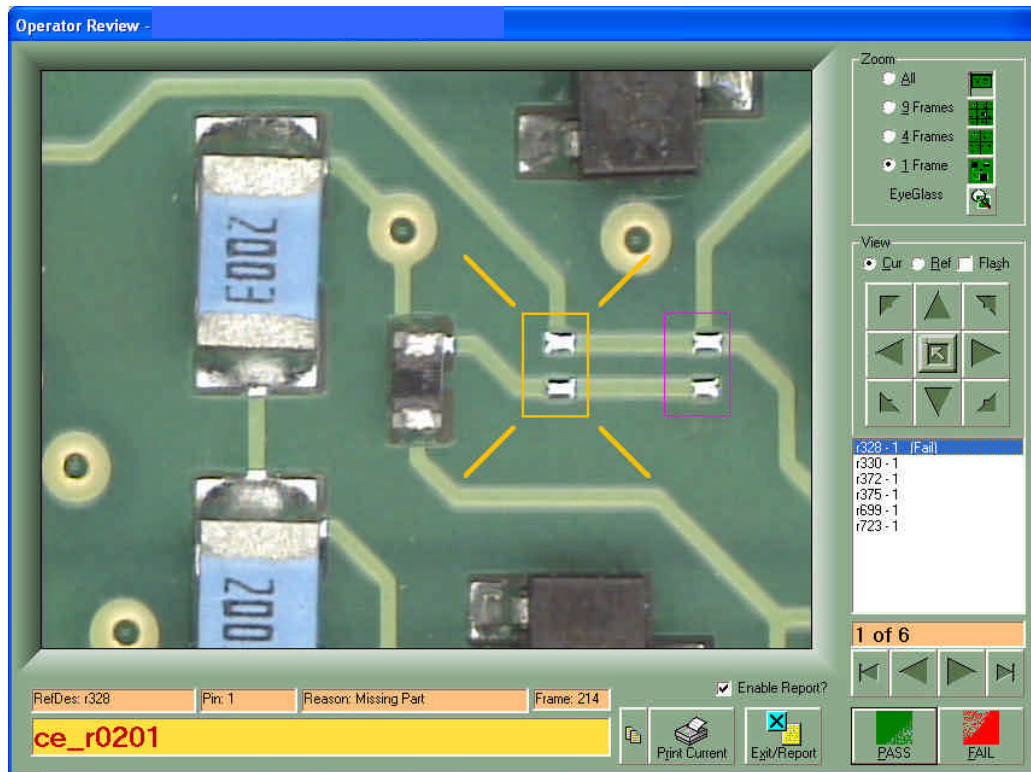 Operator Review -
Zoom
All
9 Frames
4 Frames
1 Frame
EyeGlass
View
Cur Ref Flash
r328 - 1 (Fail)
r330 - 1
r372 - 1
r375 - 1
r699 - 1
r723 - 1
1 of 6
2003
200
Enable Report?
RefDes: r328 Pin: 1 Reason: Missing Part Frame: 214
ce_r0201
Print Current Exit/Report PASS FAIL